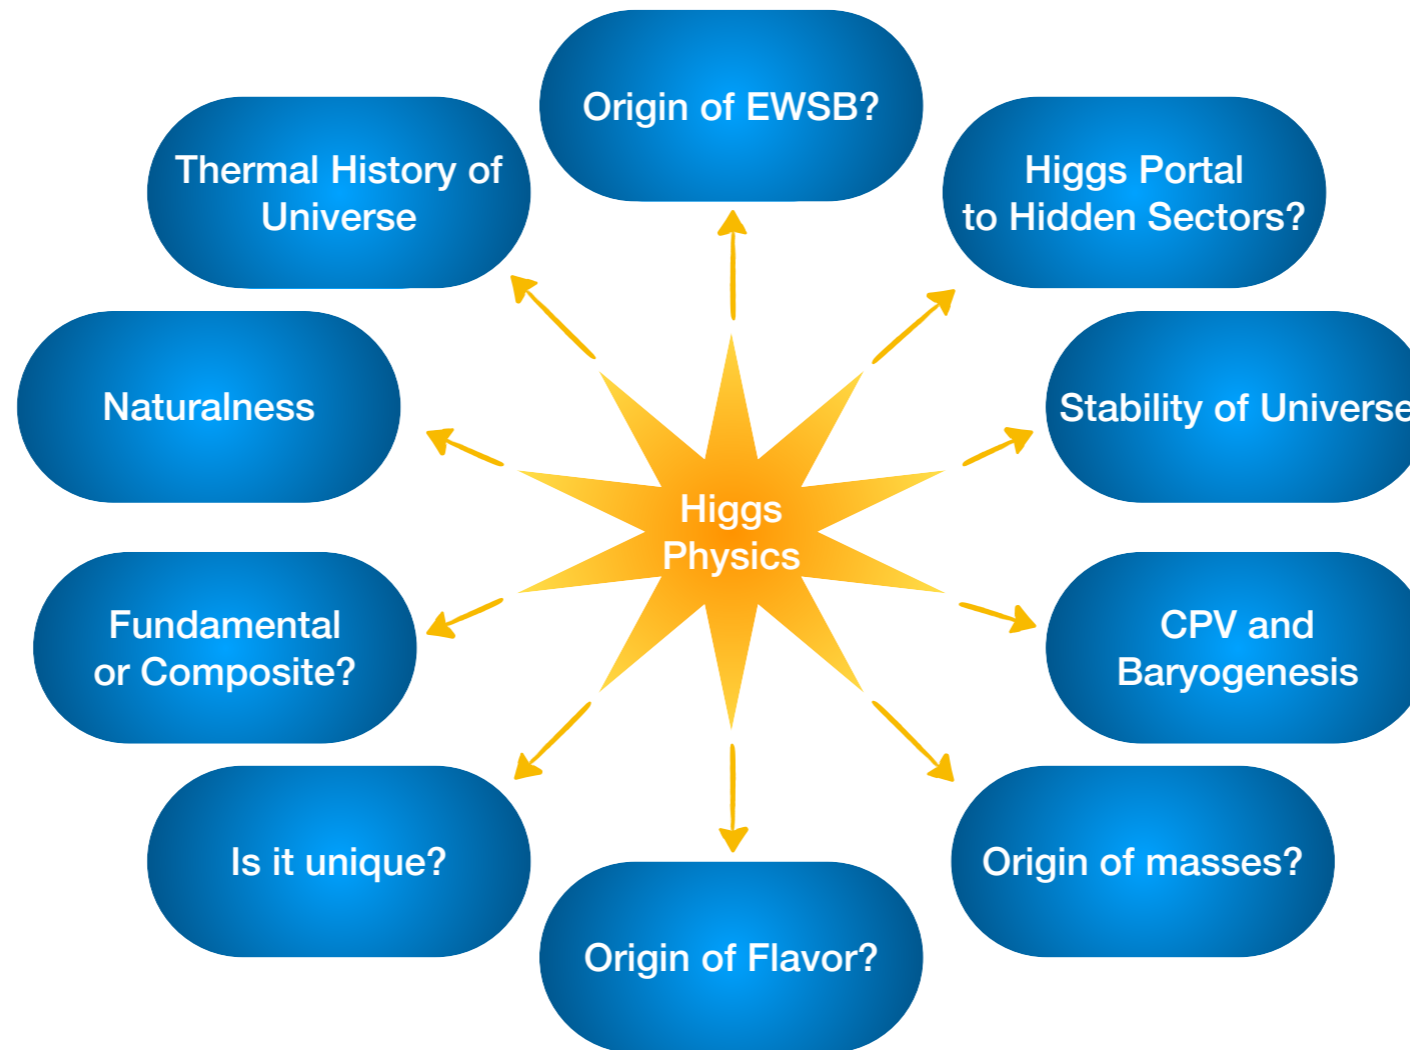 Origin of EWSB?
Thermal History of
Universe
Higgs Portal
to Hidden Sectors?
Naturalness
Stability of Universe
Higgs
Physics
Fundamental
or Composite?
CPV and
Baryogenesis
Is it unique?
Origin of masses?
Origin of Flavor?